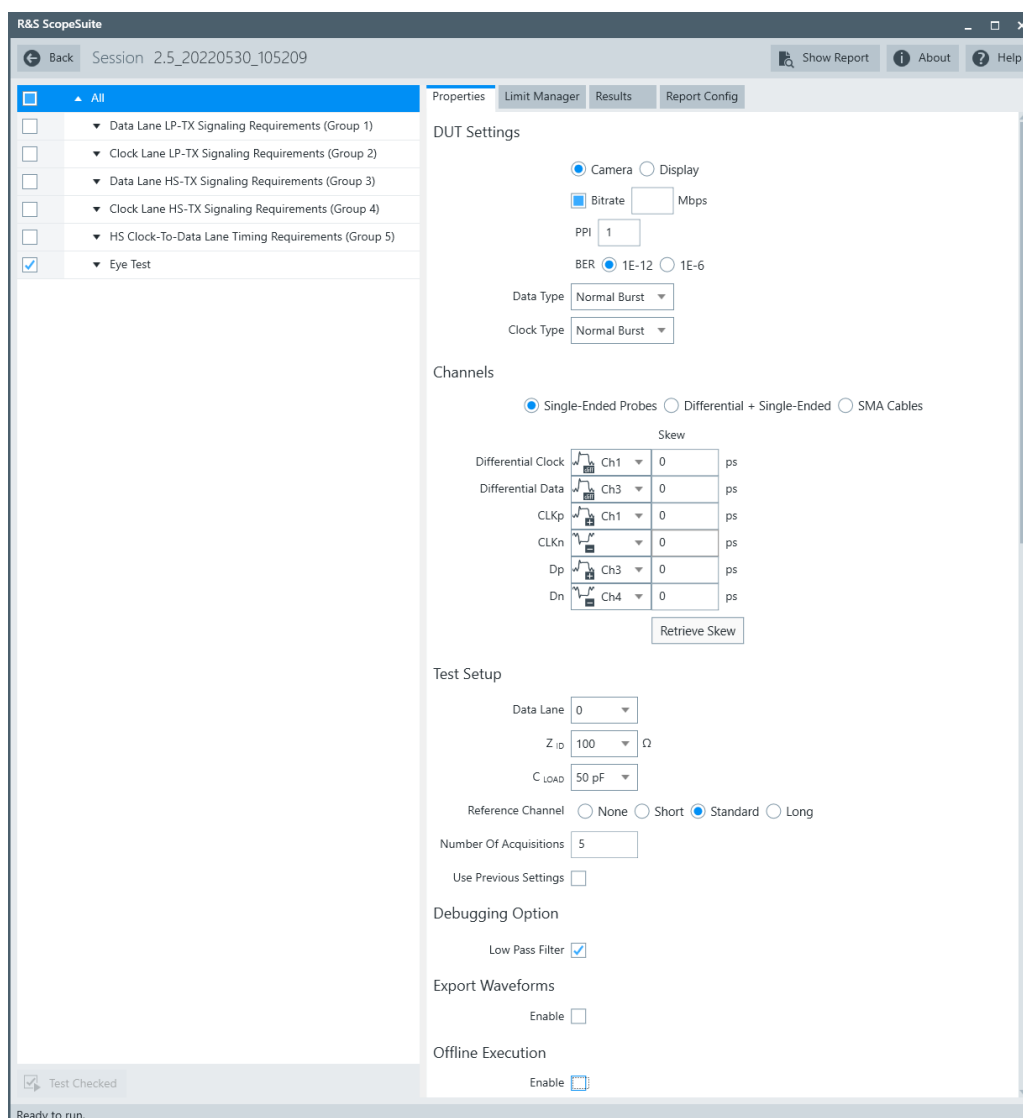 R&S ScopeSuite
Back Session 2.5_20220530_105209 Show Report About Help
All
Data Lane LP-TX Signaling Requirements (Group 1)
Clock Lane LP-TX Signaling Requirements (Group 2)
Data Lane HS-TX Signaling Requirements (Group 3)
Clock Lane HS-TX Signaling Requirements (Group 4)
HS Clock-To-Data Lane Timing Requirements (Group 5)
Eye Test
Test Checked
Properties Limit Manager Results Report Config
DUT Settings
Camera Display
Bitrate Mbps
PPI 1
BER 1E-12 1E-6
Data Type Normal Burst
Clock Type Normal Burst
Channels
Single-Ended Probes Differential + Single-Ended SMA Cables
Skew
Differential Clock Ch1 0 ps
Differential Data Ch3 0 ps
CLKp Ch1 0 ps
CLKn 0 ps
Dp Ch3 0 ps
Dn Ch4 0 ps
Retrieve Skew
Test Setup
Data Lane 0
Z ID 100 Ω
C LOAD 50 pF
Reference Channel None Short Standard Long
Number Of Acquisitions 5
Use Previous Settings
Debugging Option
Low Pass Filter
Export Waveforms
Enable
Offline Execution
Enable
Ready to run.